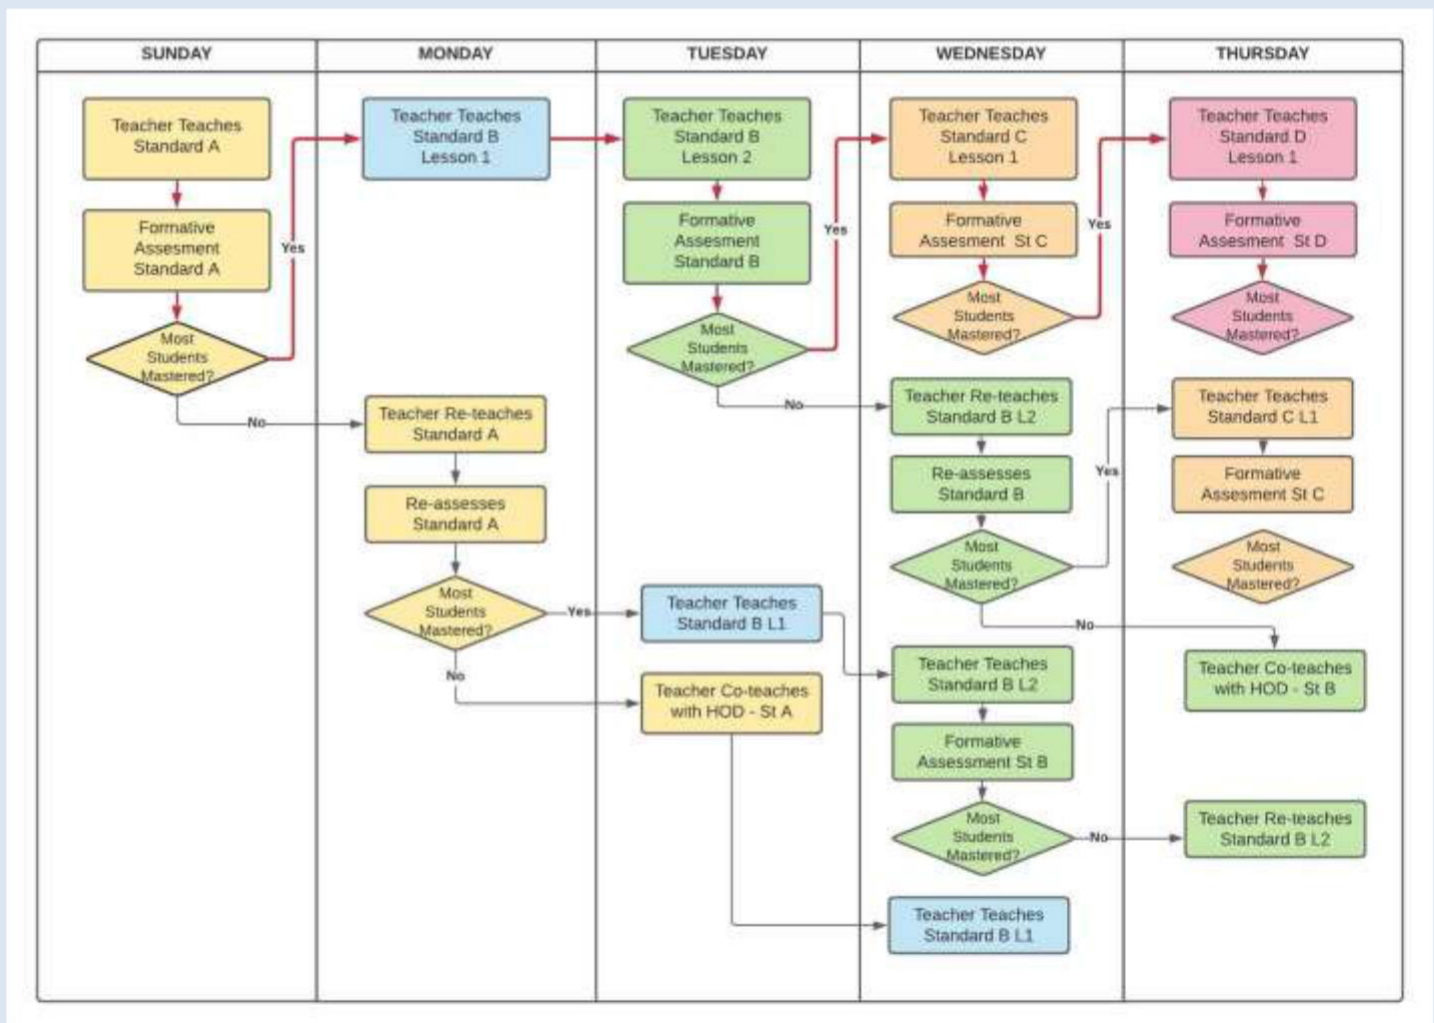 SUNDAY
MONDAY
TUESDAY
WEDNESDAY
THURSDAY
Teacher Teaches
Standard A
Formative
Assesment
Standard A
Most
Students
Mastered?
Yes
No
Teacher Teaches
Standard B
Lesson 1
Teacher Re-teaches
Standard A
Re-assesses
Standard A
Most
Students
Mastered?
Yes
No
Teacher Teaches
Standard B
Lesson 2
Formative
Assesment
Standard B
Most
Students
Mastered?
Yes
No
Teacher Teaches
Standard B L1
Teacher Co-teaches
with HOD - St A
Teacher Teaches
Standard C
Lesson 1
Formative
Assesment St C
Most
Students
Mastered?
Yes
Teacher Re-teaches
Standard B L2
Re-assesses
Standard B
Most
Students
Mastered?
Yes
No
Teacher Teaches
Standard B L2
Formative
Assessment St B
Most
Students
Mastered?
No
Teacher Teaches
Standard B L1
Teacher Teaches
Standard D
Lesson 1
Formative
Assesment St D
Most
Students
Mastered?
Teacher Teaches
Standard C L1
Formative
Assesment St C
Most
Students
Mastered?
Teacher Co-teaches
with HOD - St B
Teacher Re-teaches
Standard B L2